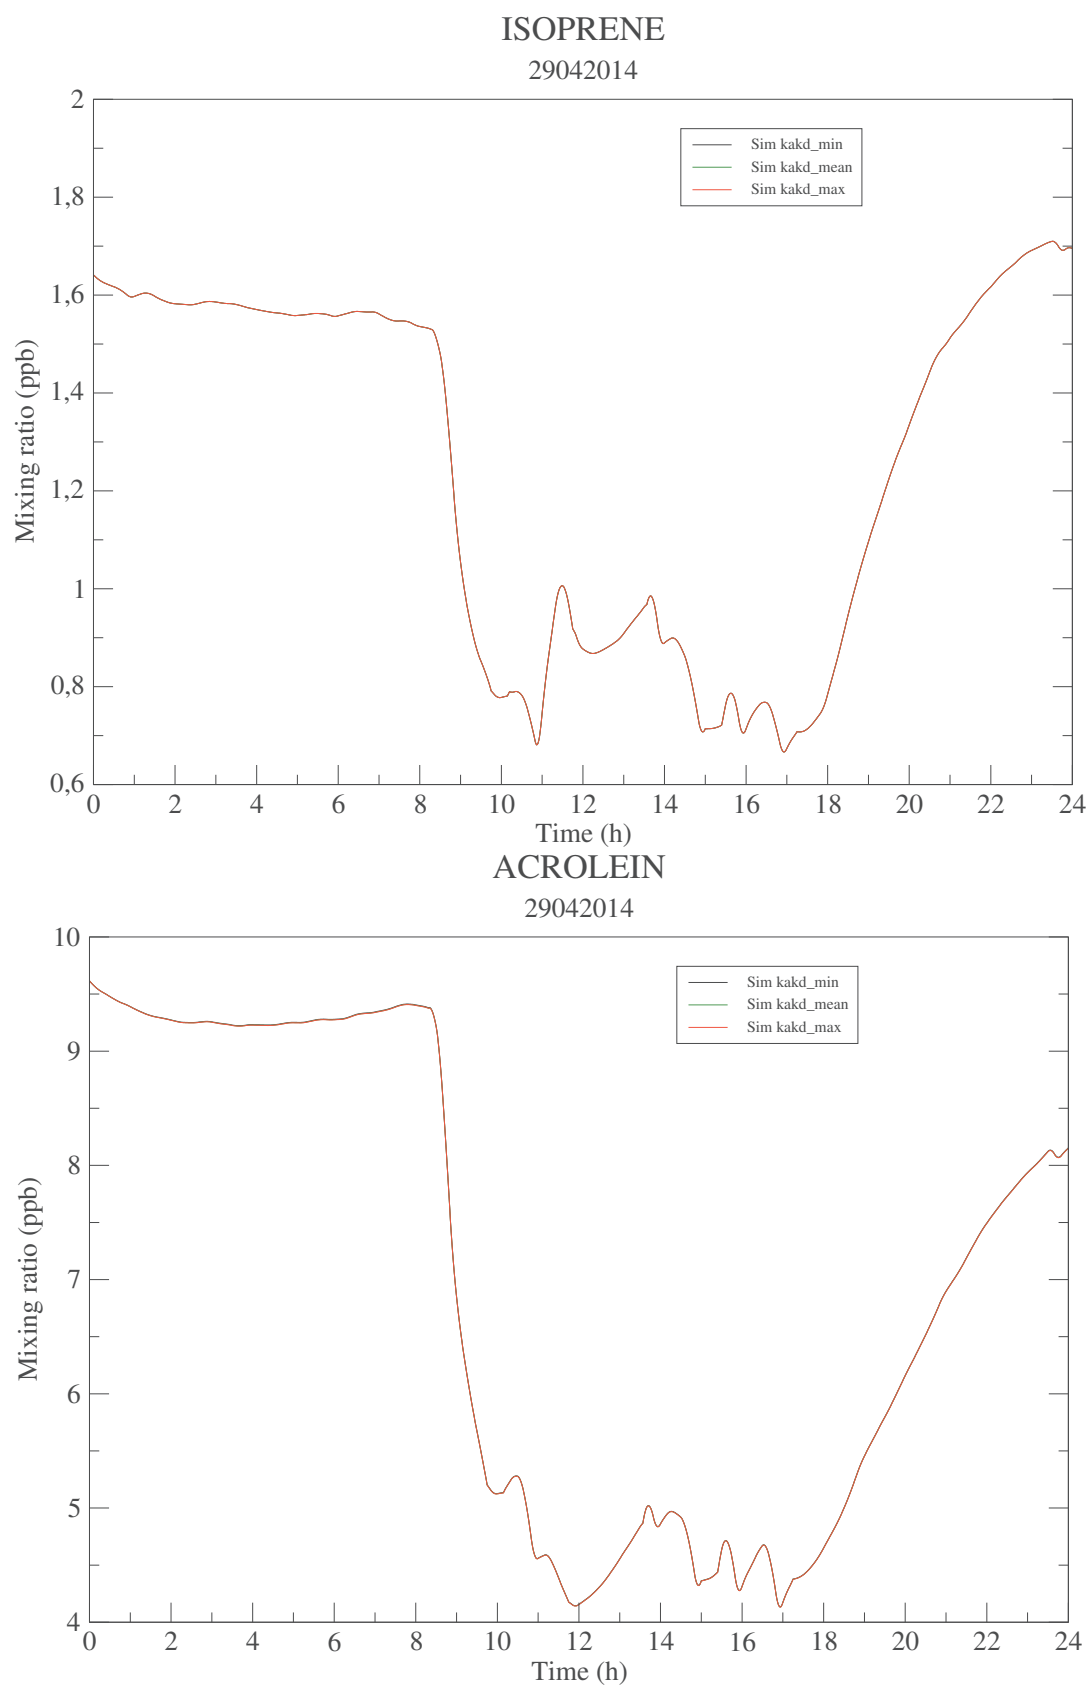 ISOPRENE
29042014
2
1,8
1,6
1,4
1,2
1
0,8
0,6
Mixing ratio (ppb)
Sim kakd_min
Sim kakd_mean
Sim kakd_max
0 2 4 6 8 10 12 14 16 18 20 22 24
Time (h)
ACROLEIN
29042014
10
9
8
7
6
5
4
Mixing ratio (ppb)
Sim kakd_min
Sim kakd_mean
Sim kakd_max
0 2 4 6 8 10 12 14 16 18 20 22 24
Time (h)